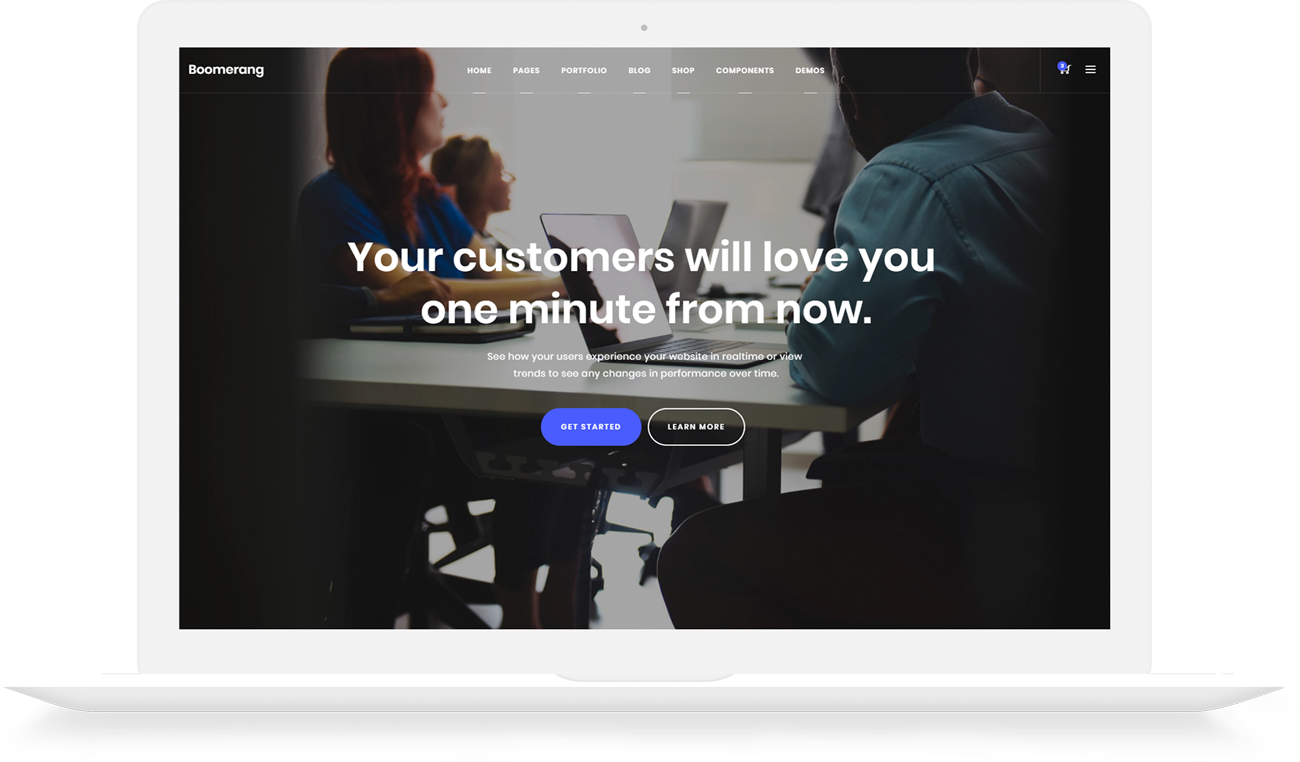 Boomerang
HOME PAGES PORTFOLIO BLOG SHOP COMPONENTS DEMOS
3
Your customers will love you
one minute from now.
See how your users experience your website in realtime or view
trends to see any changes in performance over time.
GET STARTED LEARN MORE